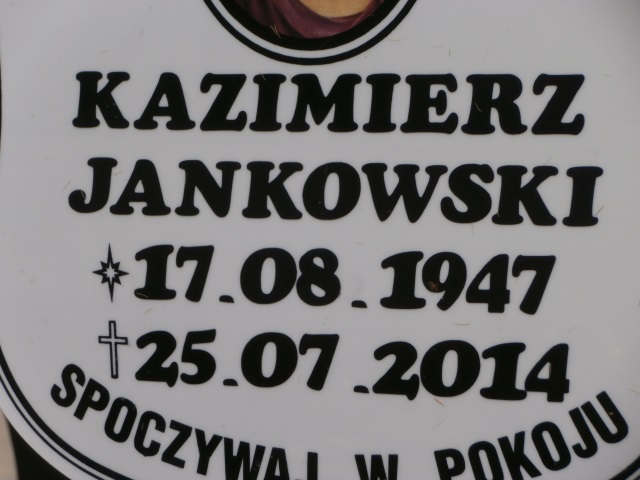 KAZIMIERZ
JANKOWSKI
17.08.1947
25.07.2014
SPOCZYWAJ W POKOJU